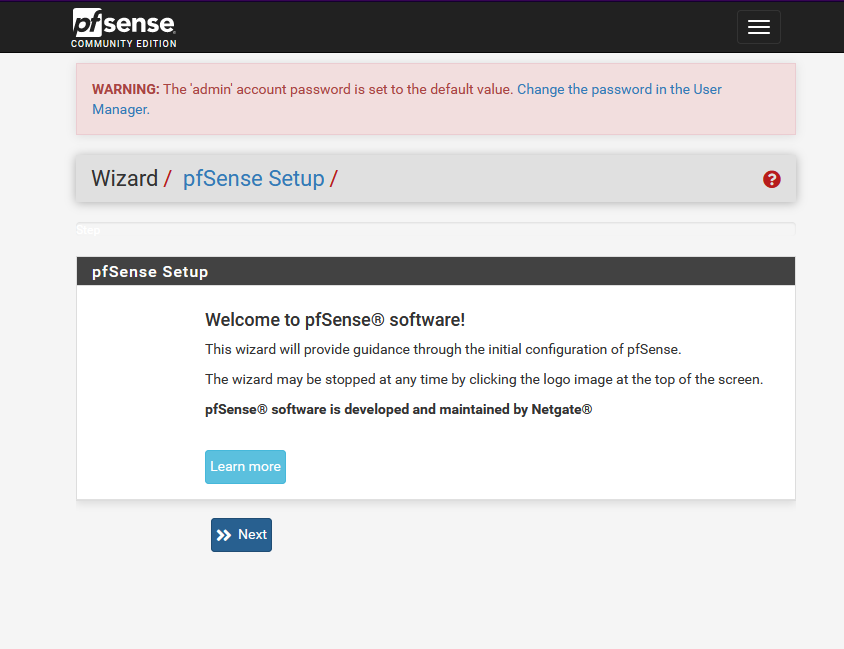 pfsense
COMMUNITY EDITION
WARNING: The 'admin' account password is set to the default value. Change the password in the User
Manager.
Wizard / pfSense Setup /
Step
pfSense Setup
Welcome to pfSense® software!
This wizard will provide guidance through the initial configuration of pfSense.
The wizard may be stopped at any time by clicking the logo image at the top of the screen.
pfSense® software is developed and maintained by Netgate®
Learn more
Next